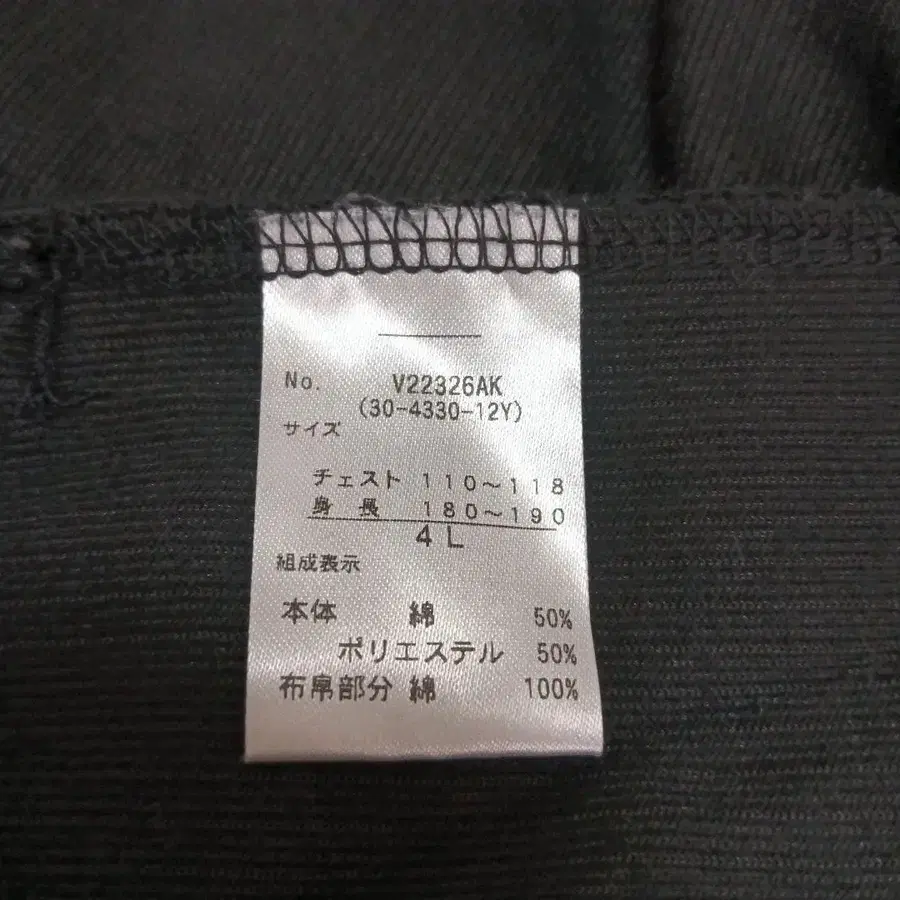 No. V22326AK
(30-4330-12Y)
サイズ
チェスト 110～118
身長 180～190
4L
組成表示
本体 綿 50%
ポリエステル 50%
布帛部分 綿 100%